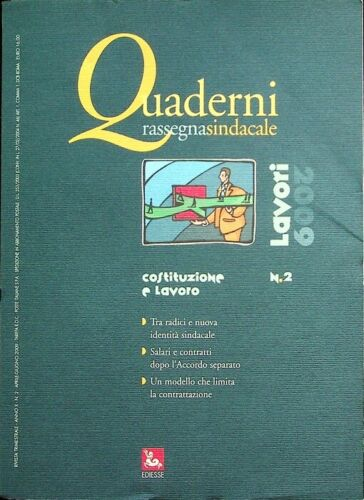 Quaderni
rassegnasindacale
Lavori
2009
costituzione
e lavoro
N.2
Tra radici e nuova
identità sindacale
Salari e contratti
dopo l'Accordo separato
Un modello che limita
la contrattazione
EDIESSE